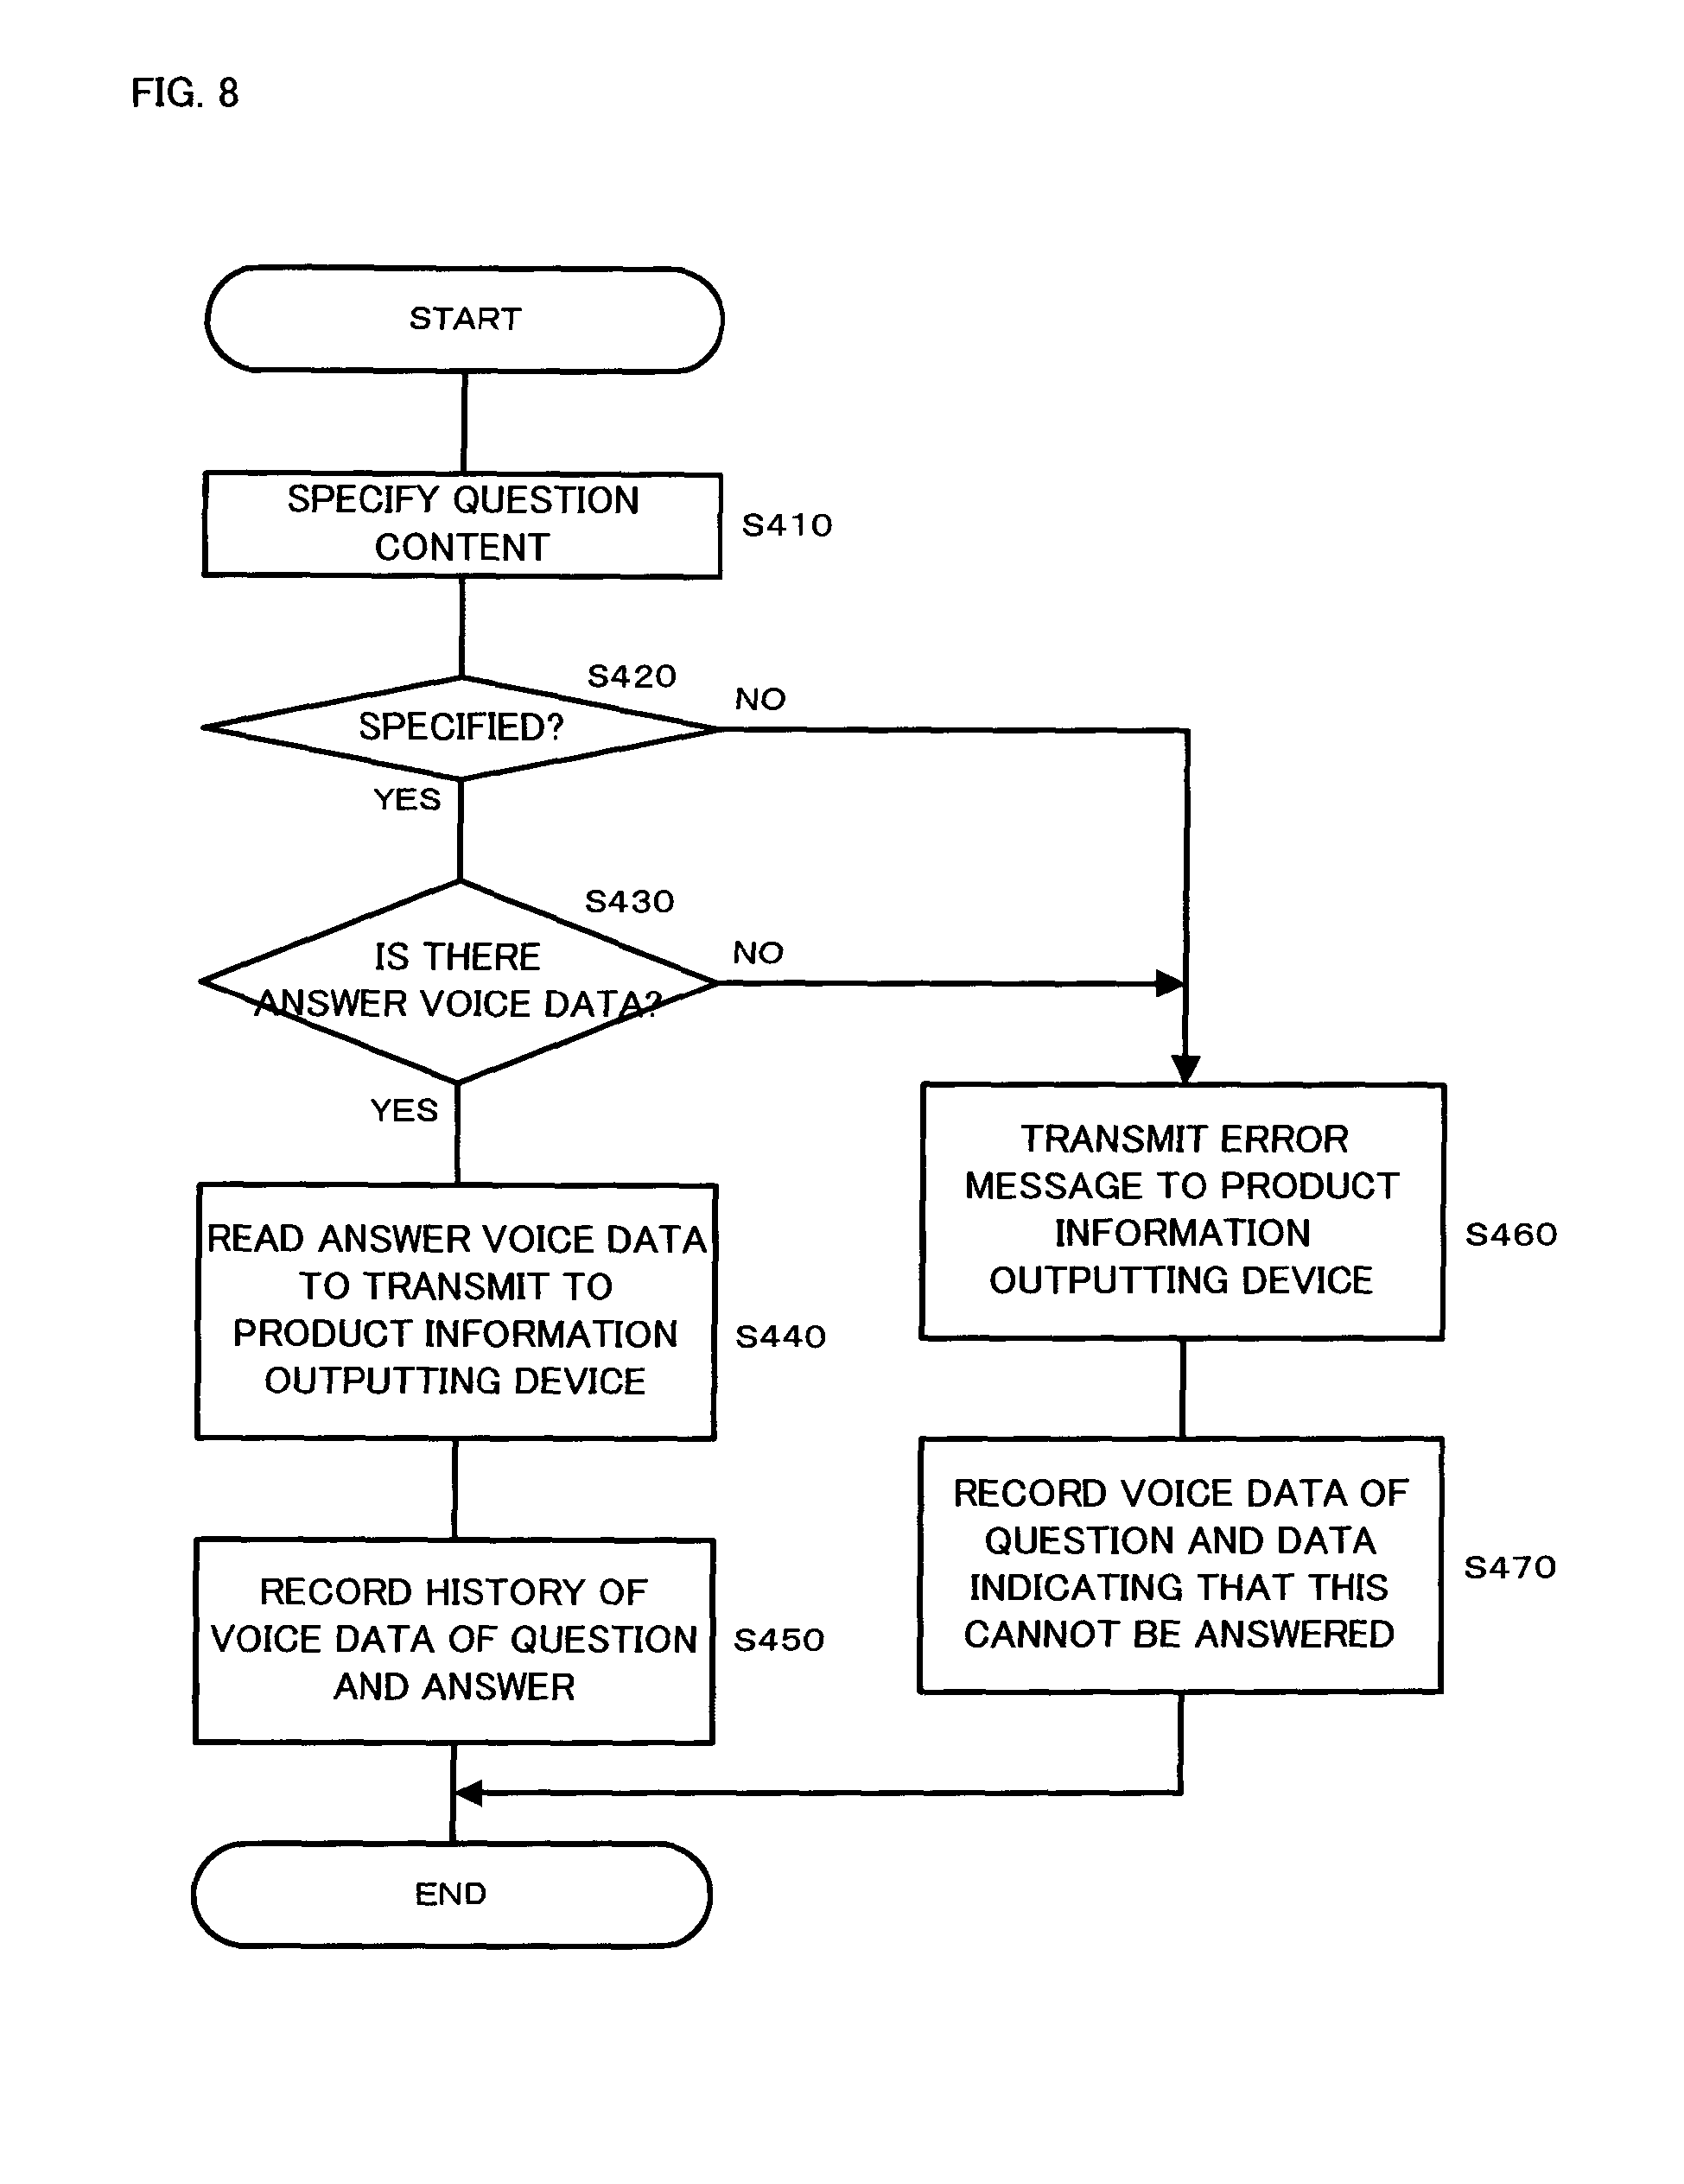 FIG. 8
START
SPECIFY QUESTION
CONTENT
S410
S420
SPECIFIED?
NO
YES
S430
IS THERE
ANSWER VOICE DATA?
NO
YES
READ ANSWER VOICE DATA
TO TRANSMIT TO
PRODUCT INFORMATION
OUTPUTTING DEVICE
S440
TRANSMIT ERROR
MESSAGE TO PRODUCT
INFORMATION
OUTPUTTING DEVICE
S460
RECORD HISTORY OF
VOICE DATA OF QUESTION
AND ANSWER
S450
RECORD VOICE DATA OF
QUESTION AND DATA
INDICATING THAT THIS
CANNOT BE ANSWERED
S470
END